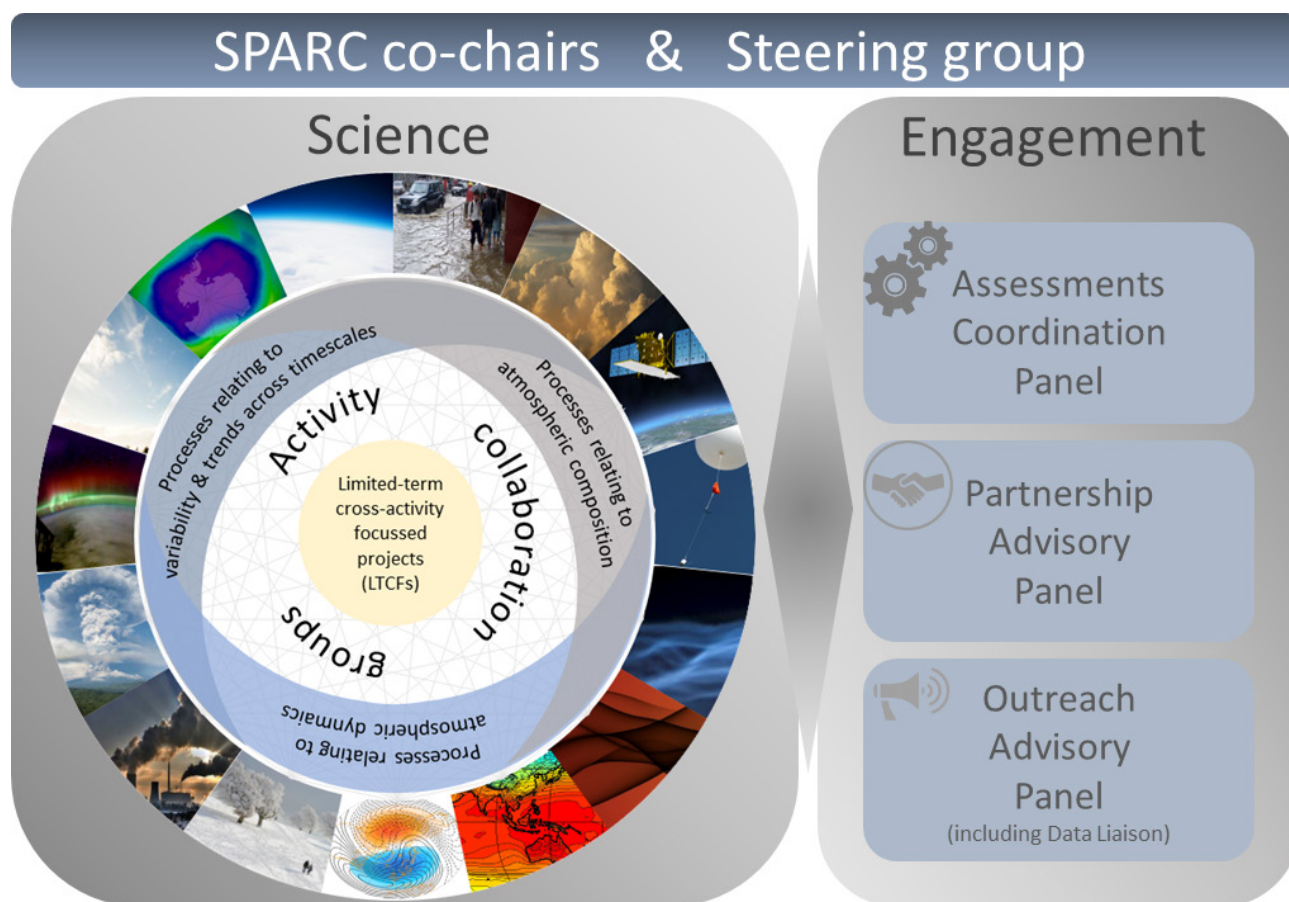 SPARC co-chairs & Steering group
Science
Processes relating to
variability & trends across timescales
Processes relating to
atmospheric composition
Processes relating to
atmospheric dynmaics
Activity
collaboration
groups
Limited-term
cross-activity
focussed
projects
(LTCFs)
Engagement
Assessments
Coordination
Panel
Partnership
Advisory
Panel
Outreach
Advisory
Panel
(including Data Liaison)